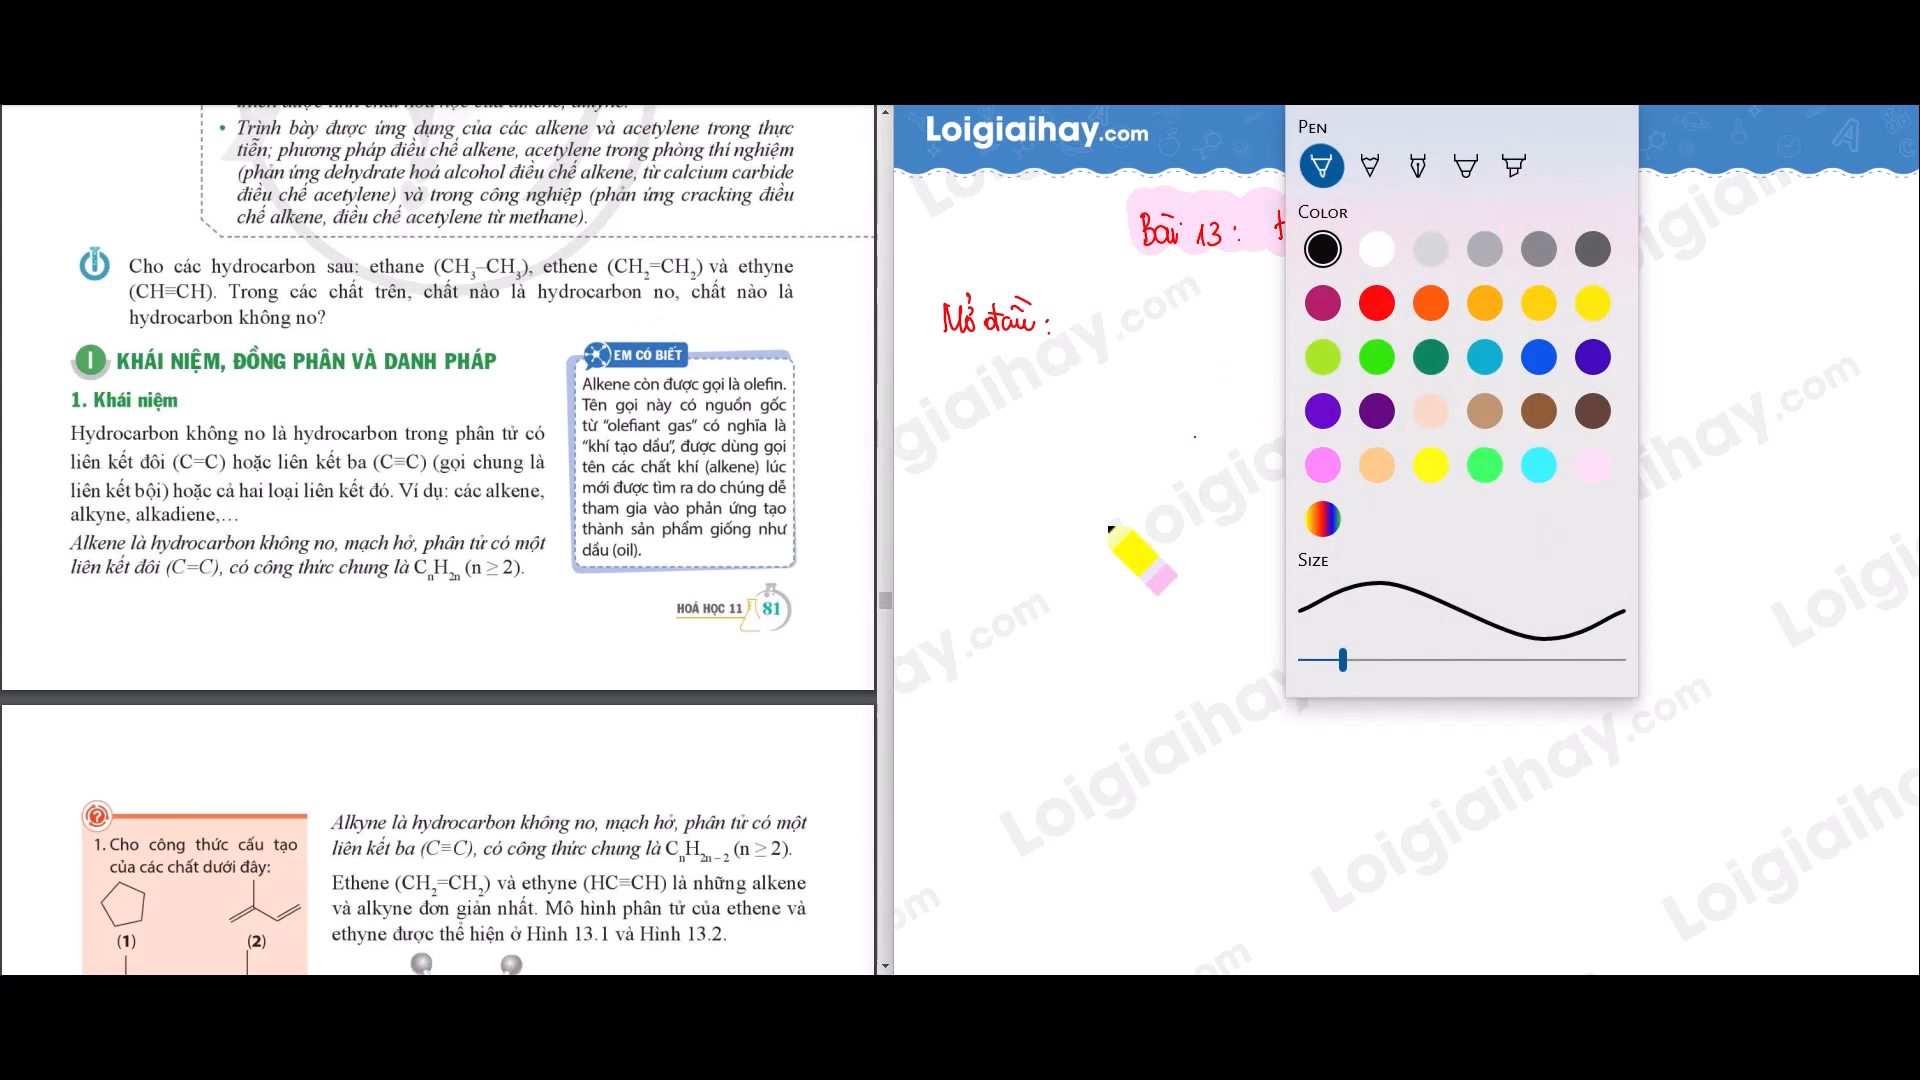 • Trình bày được ứng dụng của các alkene và acetylene trong thực
tiễn; phương pháp điều chế alkene, acetylene trong phòng thí nghiệm
(phản ứng dehydrate hoá alcohol điều chế alkene, từ calcium carbide
điều chế acetylene) và trong công nghiệp (phản ứng cracking điều
chế alkene, điều chế acetylene từ methane).
Cho các hydrocarbon sau: ethane (CH₃–CH₃), ethene (CH₂=CH₂) và ethyne
(CH≡CH). Trong các chất trên, chất nào là hydrocarbon no, chất nào là
hydrocarbon không no?
I KHÁI NIỆM, ĐỒNG PHÂN VÀ DANH PHÁP
1. Khái niệm
Hydrocarbon không no là hydrocarbon trong phân tử có
liên kết đôi (C=C) hoặc liên kết ba (C≡C) (gọi chung là
liên kết bội) hoặc cả hai loại liên kết đó. Ví dụ: các alkene,
alkyne, alkadiene,…
Alkene là hydrocarbon không no, mạch hở, phân tử có một
liên kết đôi (C=C), có công thức chung là CₙH₂ₙ (n ≥ 2).
EM CÓ BIẾT
Alkene còn được gọi là olefin.
Tên gọi này có nguồn gốc
từ “olefiant gas” có nghĩa là
“khí tạo dầu”, được dùng gọi
tên các chất khí (alkene) lúc
mới được tìm ra do chúng dễ
tham gia vào phản ứng tạo
thành sản phẩm giống như
dầu (oil).
HOÁ HỌC 11 81
1. Cho công thức cấu tạo
của các chất dưới đây:
(1) (2)
Alkyne là hydrocarbon không no, mạch hở, phân tử có một
liên kết ba (C≡C), có công thức chung là CₙH₂ₙ₋₂ (n ≥ 2).
Ethene (CH₂=CH₂) và ethyne (HC≡CH) là những alkene
và alkyne đơn giản nhất. Mô hình phân tử của ethene và
ethyne được thể hiện ở Hình 13.1 và Hình 13.2.
Loigiaihay.com
Bài 13:
Mở đầu:
PEN
COLOR
SIZE